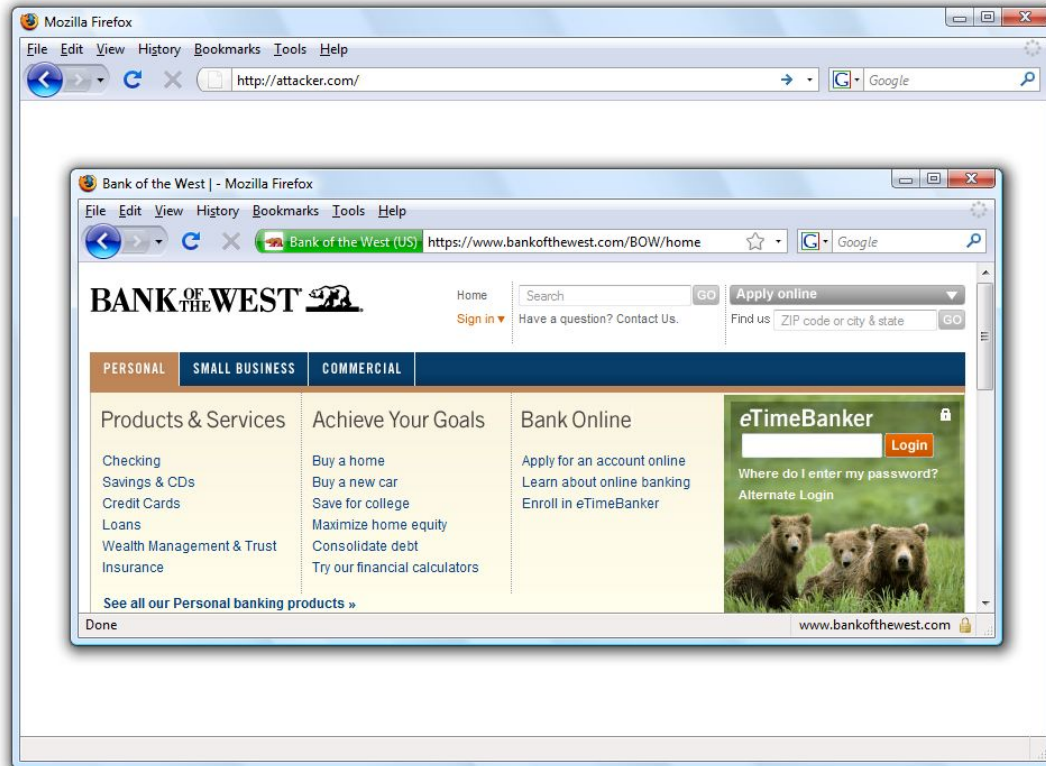 Mozilla Firefox
File Edit View History Bookmarks Tools Help
http://attacker.com/
G Google
Bank of the West | - Mozilla Firefox
File Edit View History Bookmarks Tools Help
Bank of the West (US) https://www.bankofthewest.com/BOW/home G Google
BANK OF THE WEST
Home Search GO Apply online
Sign in Have a question? Contact Us. Find us ZIP code or city & state GO
PERSONAL SMALL BUSINESS COMMERCIAL
Products & Services
Checking
Savings & CDs
Credit Cards
Loans
Wealth Management & Trust
Insurance
See all our Personal banking products »
Achieve Your Goals
Buy a home
Buy a new car
Save for college
Maximize home equity
Consolidate debt
Try our financial calculators
Bank Online
Apply for an account online
Learn about online banking
Enroll in eTimeBanker
eTimeBanker
Login
Where do I enter my password?
Alternate Login
Done www.bankofthewest.com